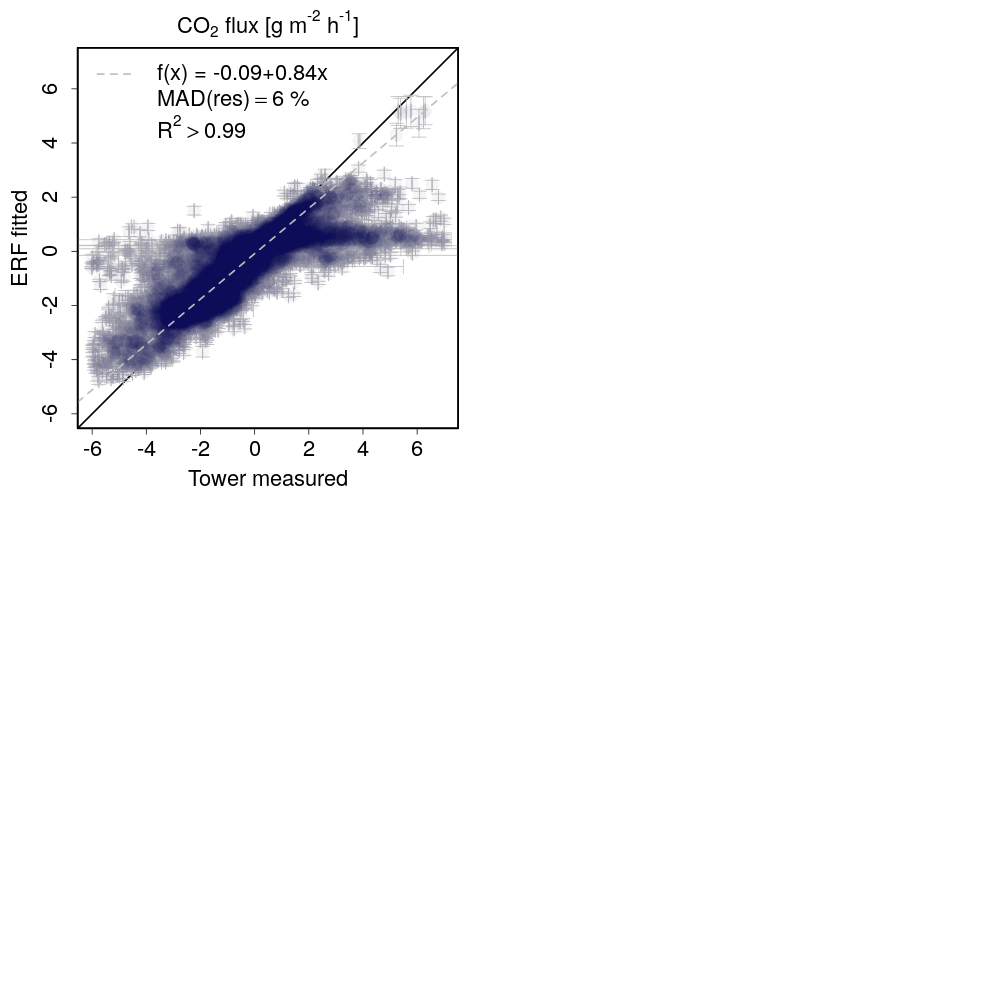 CO₂ flux [g m⁻² h⁻¹]
f(x) = -0.09+0.84x
MAD(res) = 6 %
R² > 0.99
ERF fitted
6
4
2
0
-2
-4
-6
-6 -4 -2 0 2 4 6
Tower measured